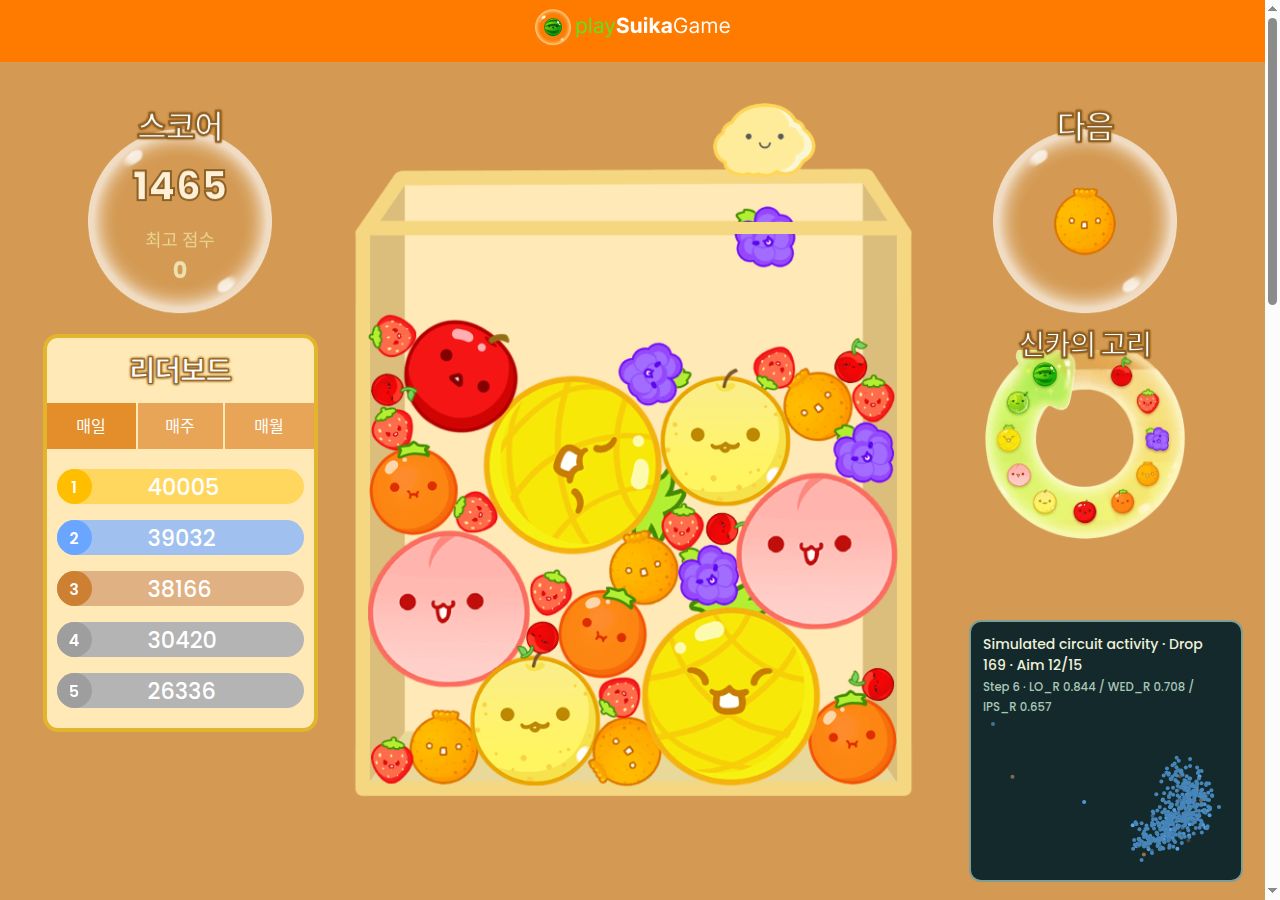 playSuikaGame
스코어
1465
최고 점수
0
다음
신카의 고리
리더보드
매일 매주 매월
1 40005
2 39032
3 38166
4 30420
5 26336
Simulated circuit activity · Drop
169 · Aim 12/15
Step 6 · LO_R 0.844 / WED_R 0.708 /
IPS_R 0.657